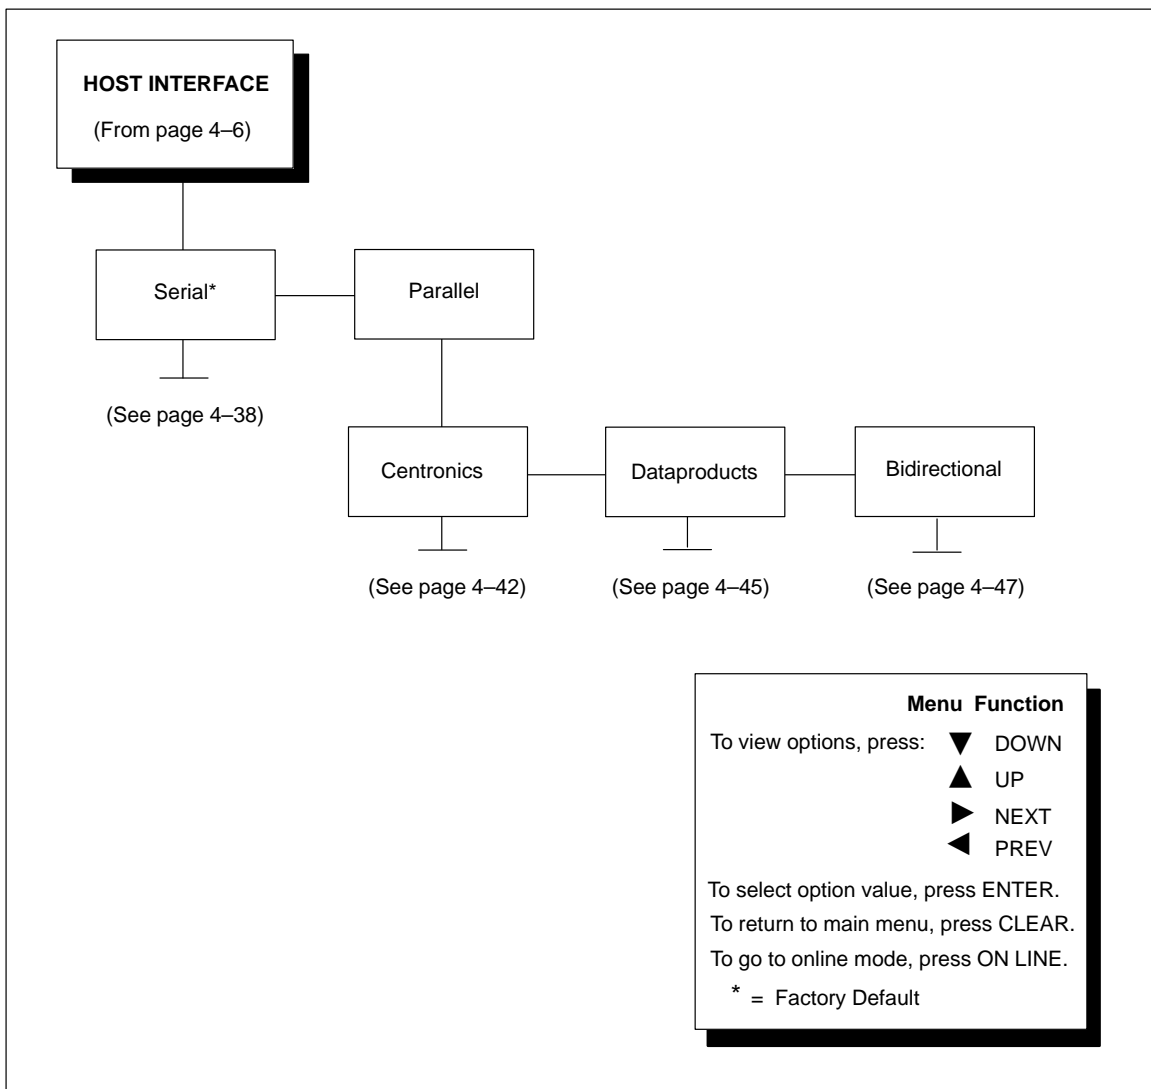 HOST INTERFACE
(From page 4–6)
Serial*
Parallel
(See page 4–38)
Centronics
Dataproducts
Bidirectional
(See page 4–42)
(See page 4–45)
(See page 4–47)
Menu Function
To view options, press: ▼ DOWN
▲ UP
► NEXT
◄ PREV
To select option value, press ENTER.
To return to main menu, press CLEAR.
To go to online mode, press ON LINE.
* = Factory Default